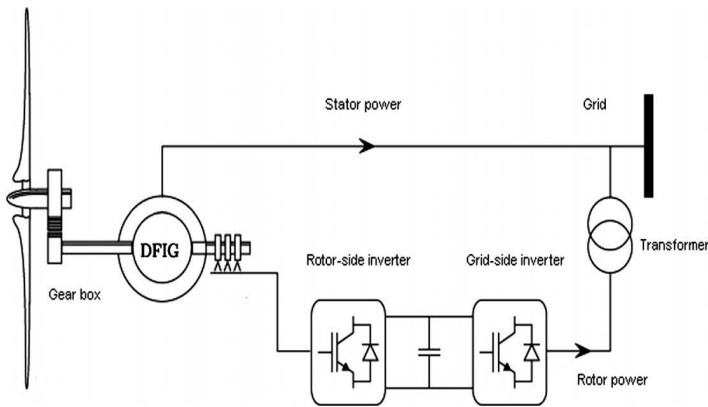 Stator power
Grid
DFIG
Rotor-side inverter
Grid-side inverter
Transformer
Gear box
Rotor power